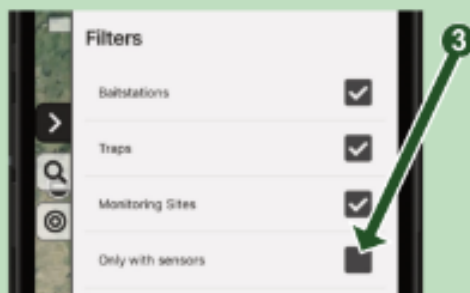 Filters
3
Baitstations
Traps
Monitoring Sites
Only with sensors